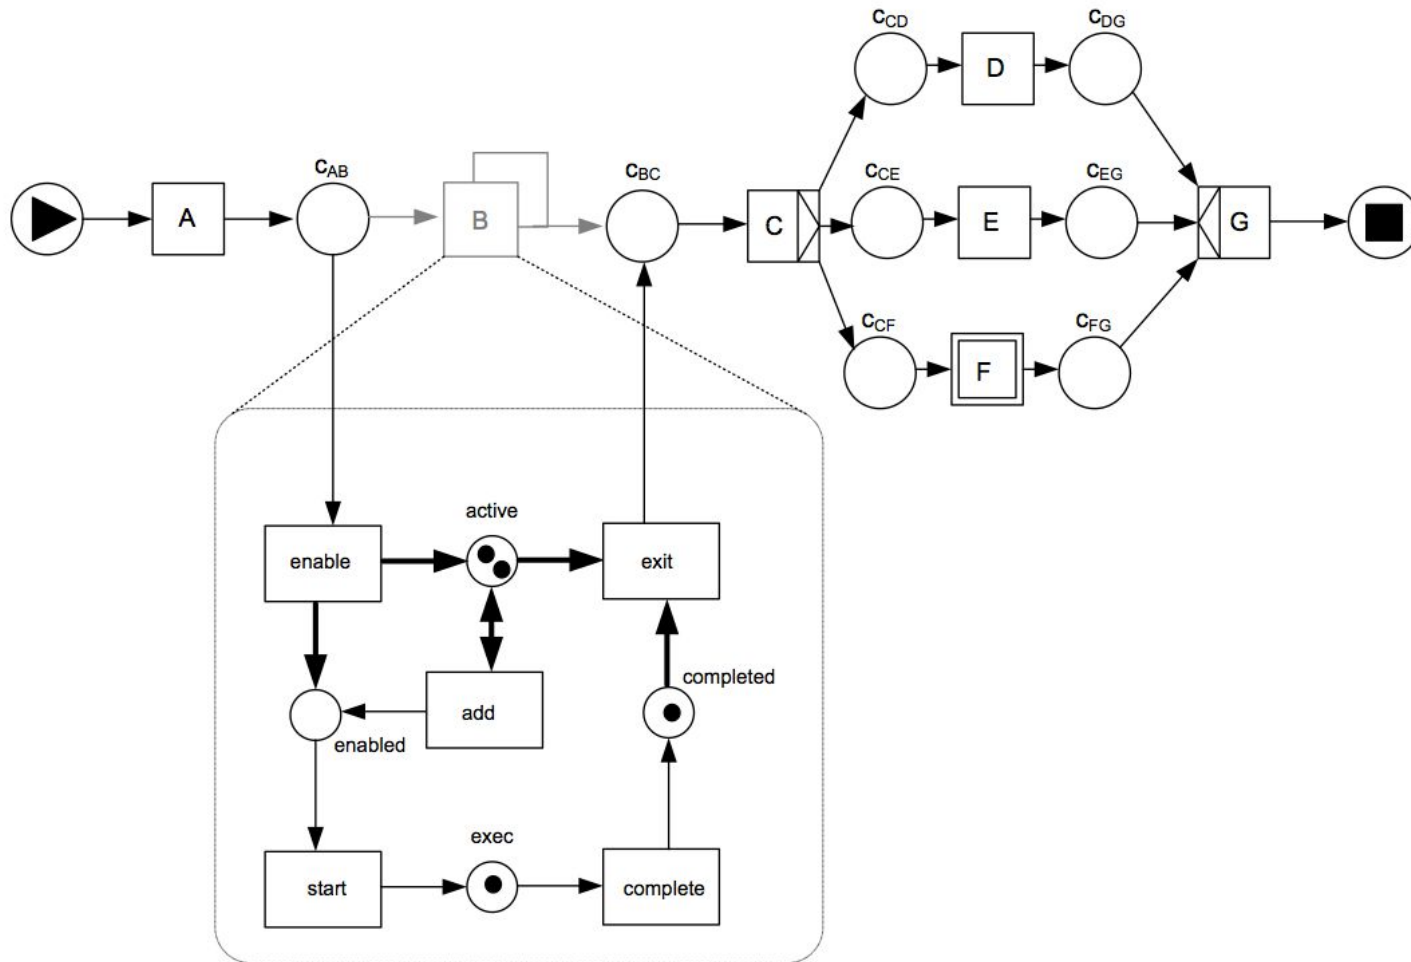 cCD
cDG
D
cAB
cBC
cCE
cEG
A
B
C
E
G
cCF
cFG
F
active
enable
exit
completed
add
enabled
exec
start
complete